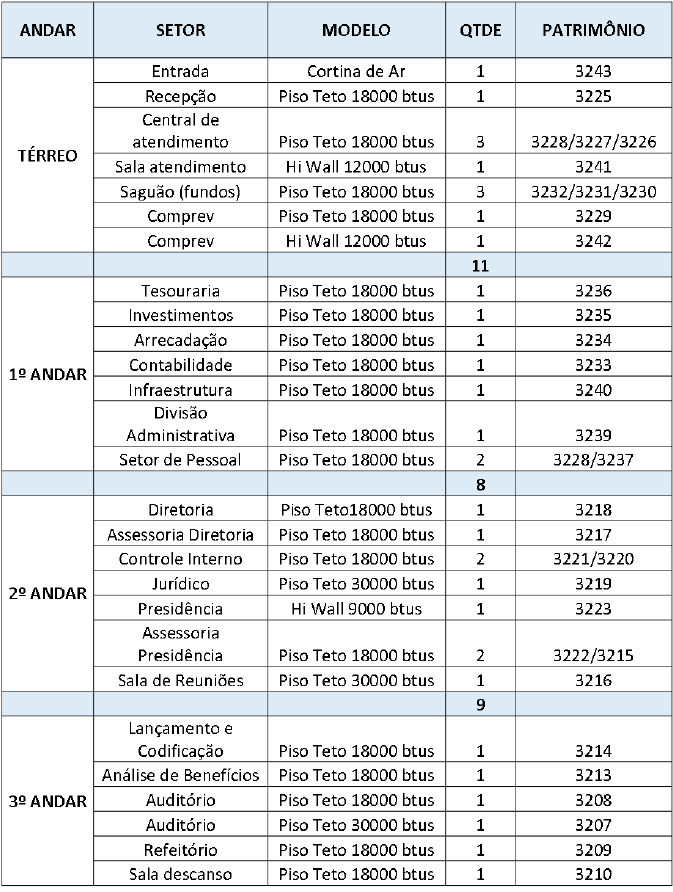 ANDAR SETOR MODELO QTDE PATRIMÔNIO
TÉRREO
Entrada Cortina de Ar 1 3243
Recepção Piso Teto 18000 btus 1 3225
Central de
atendimento Piso Teto 18000 btus 3 3228/3227/3226
Sala atendimento Hi Wall 12000 btus 1 3241
Saguão (fundos) Piso Teto 18000 btus 3 3232/3231/3230
Comprev Piso Teto 18000 btus 1 3229
Comprev Hi Wall 12000 btus 1 3242
11
1º ANDAR
Tesouraria Piso Teto 18000 btus 1 3236
Investimentos Piso Teto 18000 btus 1 3235
Arrecadação Piso Teto 18000 btus 1 3234
Contabilidade Piso Teto 18000 btus 1 3233
Infraestrutura Piso Teto 18000 btus 1 3240
Divisão
Administrativa Piso Teto 18000 btus 1 3239
Setor de Pessoal Piso Teto 18000 btus 2 3228/3237
8
2º ANDAR
Diretoria Piso Teto18000 btus 1 3218
Assessoria Diretoria Piso Teto 18000 btus 1 3217
Controle Interno Piso Teto 18000 btus 2 3221/3220
Jurídico Piso Teto 30000 btus 1 3219
Presidência Hi Wall 9000 btus 1 3223
Assessoria
Presidência Piso Teto 18000 btus 2 3222/3215
Sala de Reuniões Piso Teto 30000 btus 1 3216
9
3º ANDAR
Lançamento e
Codificação Piso Teto 18000 btus 1 3214
Análise de Benefícios Piso Teto 18000 btus 1 3213
Auditório Piso Teto 18000 btus 1 3208
Auditório Piso Teto 30000 btus 1 3207
Refeitório Piso Teto 18000 btus 1 3209
Sala descanso Piso Teto 18000 btus 1 3210